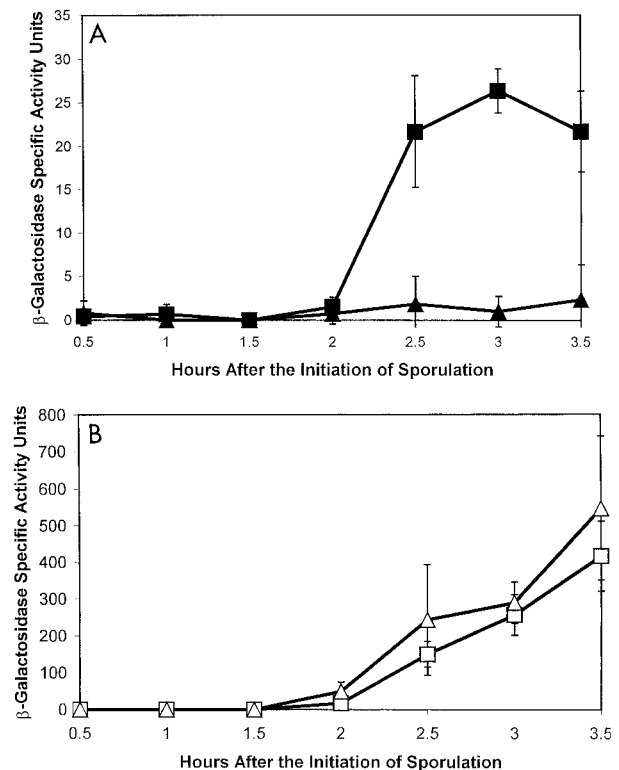 A
β-Galactosidase Specific Activity Units
35
30
25
20
15
10
5
0
0.5 1 1.5 2 2.5 3 3.5
Hours After the Initiation of Sporulation
B
β-Galactosidase Specific Activity Units
800
700
600
500
400
300
200
100
0
0.5 1 1.5 2 2.5 3 3.5
Hours After the Initiation of Sporulation